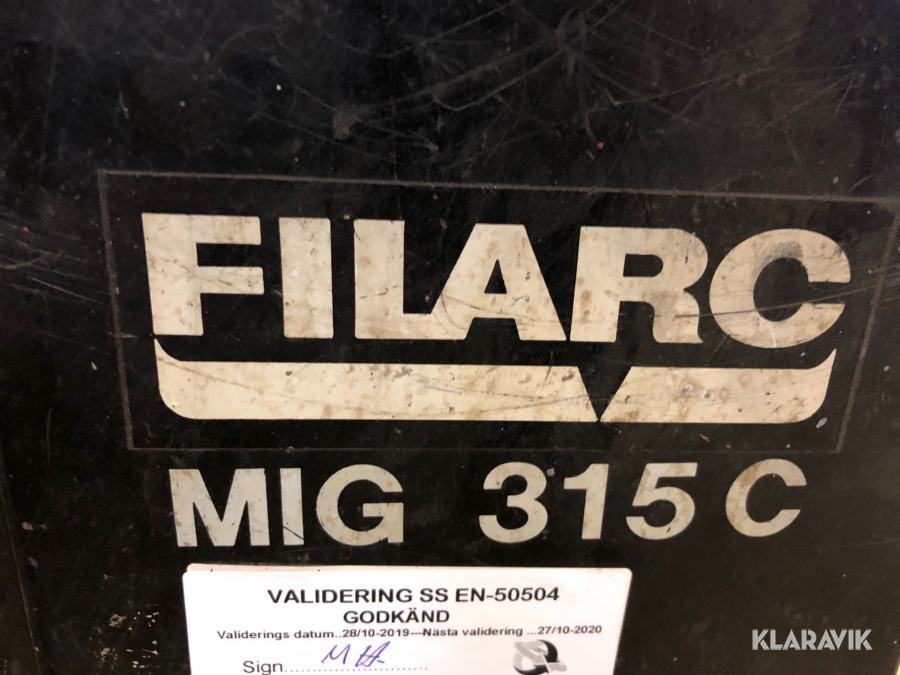 FILARC
MIG 315 C
VALIDERING SS EN-50504
GODKÄND
Validerings datum..28/10-2019—Nästa validering ...27/10-2020
Sign....................
KLARAVIK